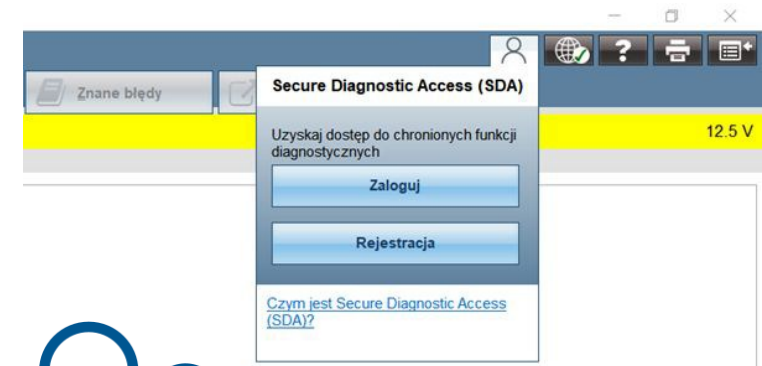 ?
Znane błędy
Secure Diagnostic Access (SDA)
12.5 V
Uzyskaj dostęp do chronionych funkcji
diagnostycznych
Zaloguj
Rejestracja
Czym jest Secure Diagnostic Access
(SDA)?